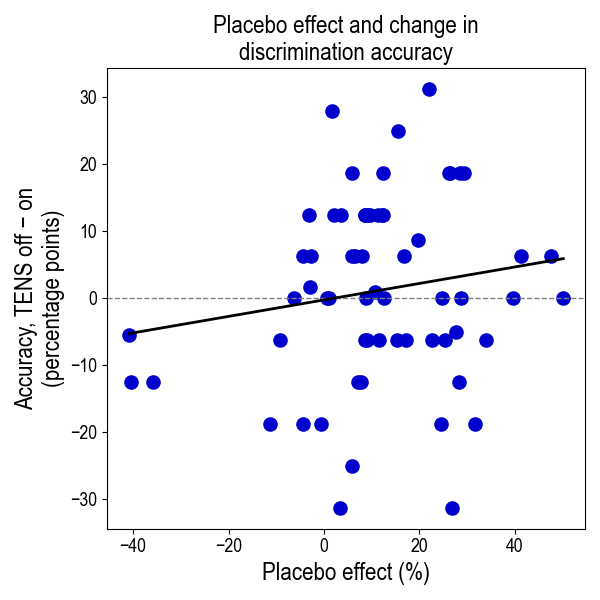 Placebo effect and change in
discrimination accuracy
Accuracy, TENS off − on
(percentage points)
30
20
10
0
−10
−20
−30
−40
−20
0
20
40
Placebo effect (%)